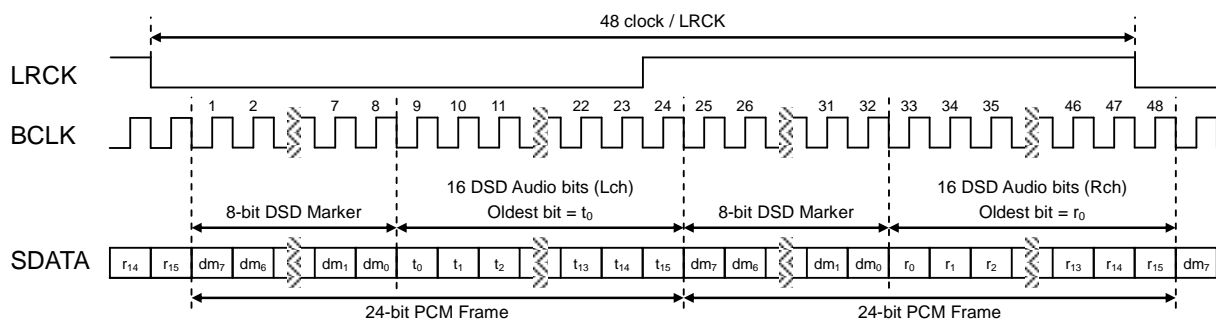 48 clock / LRCK
LRCK
1 2 7 8 9 10 11 22 23 24 25 26 31 32 33 34 35 46 47 48
BCLK
16 DSD Audio bits (Lch) 16 DSD Audio bits (Rch)
8-bit DSD Marker Oldest bit = t0 8-bit DSD Marker Oldest bit = r0
SDATA r14 r15 dm7 dm6 dm1 dm0 t0 t1 t2 t13 t14 t15 dm7 dm6 dm1 dm0 r0 r1 r2 r13 r14 r15 dm7
24-bit PCM Frame 24-bit PCM Frame